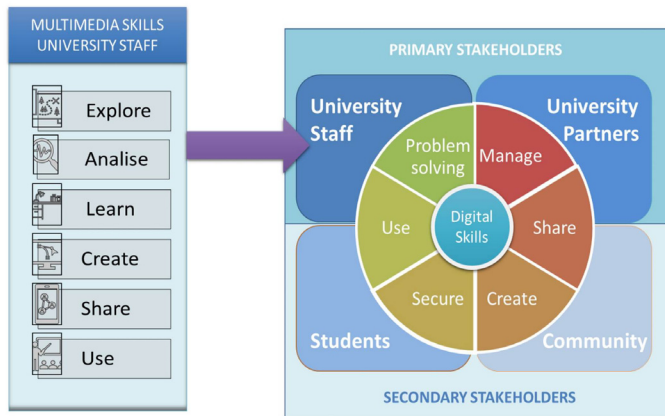 MULTIMEDIA SKILLS
UNIVERSITY STAFF
Explore
Analise
Learn
Create
Share
Use
PRIMARY STAKEHOLDERS
University
Staff
University
Partners
Problem
solving
Manage
Use
Digital
Skills
Share
Secure
Create
Students
Community
SECONDARY STAKEHOLDERS